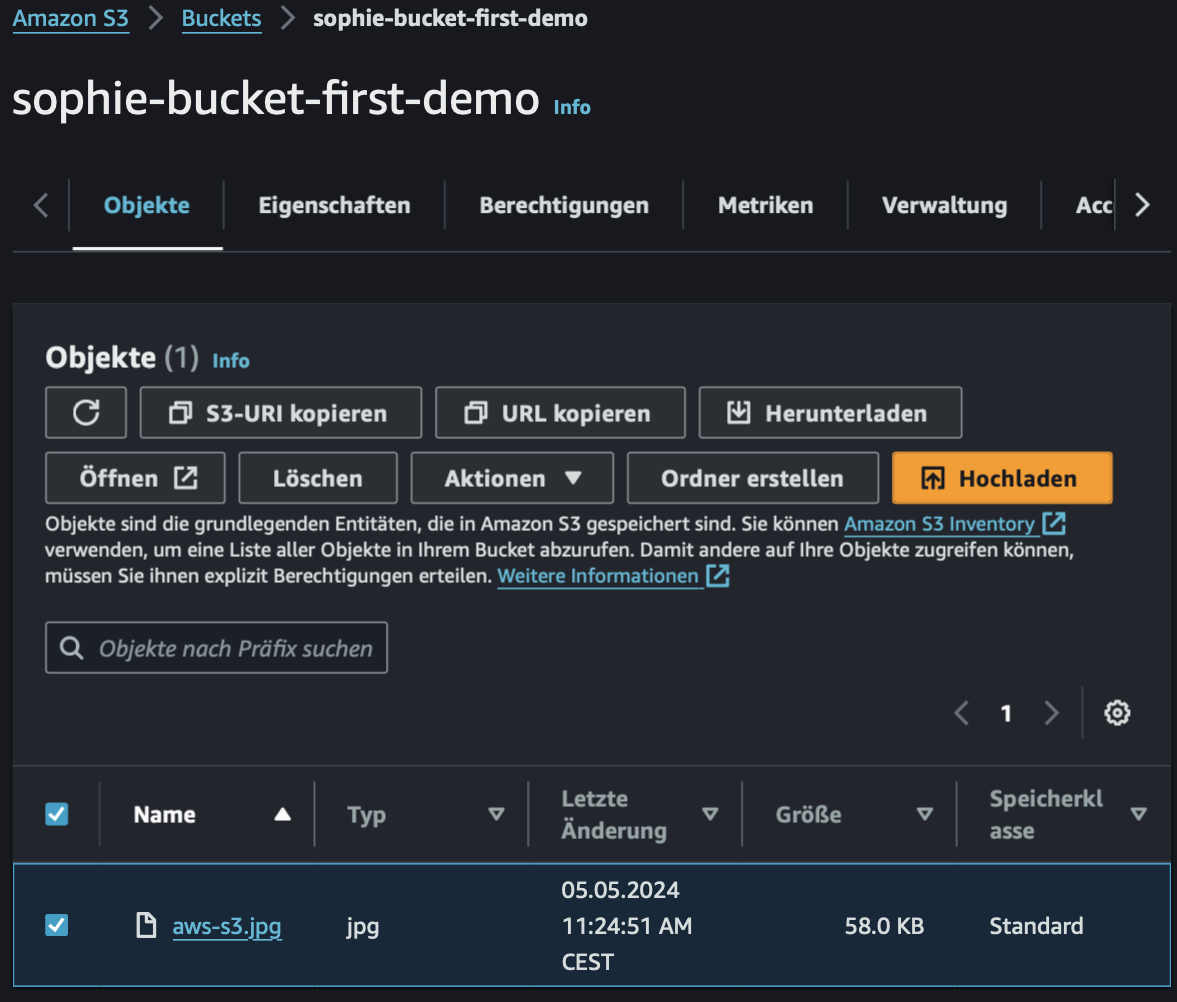 Amazon S3 > Buckets > sophie-bucket-first-demo
sophie-bucket-first-demo Info
Objekte Eigenschaften Berechtigungen Metriken Verwaltung Acc
Objekte (1) Info
S3-URI kopieren URL kopieren Herunterladen
Öffnen Löschen Aktionen Ordner erstellen Hochladen
Objekte sind die grundlegenden Entitäten, die in Amazon S3 gespeichert sind. Sie können Amazon S3 Inventory
verwenden, um eine Liste aller Objekte in Ihrem Bucket abzurufen. Damit andere auf Ihre Objekte zugreifen können,
müssen Sie ihnen explizit Berechtigungen erteilen. Weitere Informationen
Objekte nach Präfix suchen
1
Name Typ Letzte Änderung Größe Speicherkl asse
aws-s3.jpg jpg 05.05.2024 11:24:51 AM CEST 58.0 KB Standard